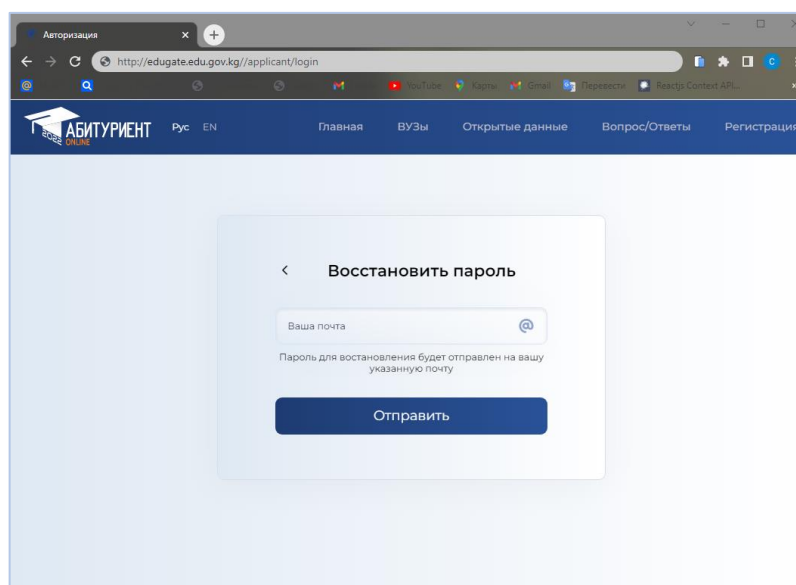 Авторизация
http://edugate.edu.gov.kg//applicant/login
YouTube Карты Gmail Перевести Reactjs Context API...
АБИТУРИЕНТ
2022 ONLINE
Рус EN Главная ВУЗы Открытые данные Вопрос/Ответы Регистрация
Восстановить пароль
Ваша почта @
Пароль для востановления будет отправлен на вашу
указанную почту
Отправить